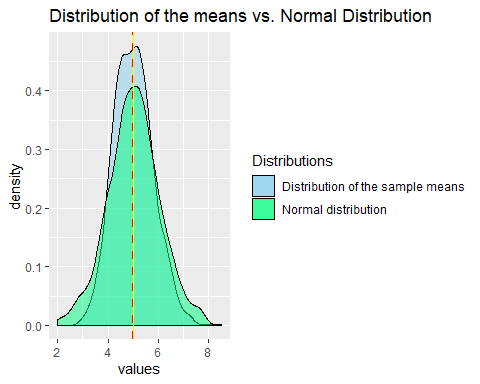 Distribution of the means vs. Normal Distribution
density
0.4
0.3
0.2
0.1
0.0
2 4 6 8
values
Distributions
Distribution of the sample means
Normal distribution